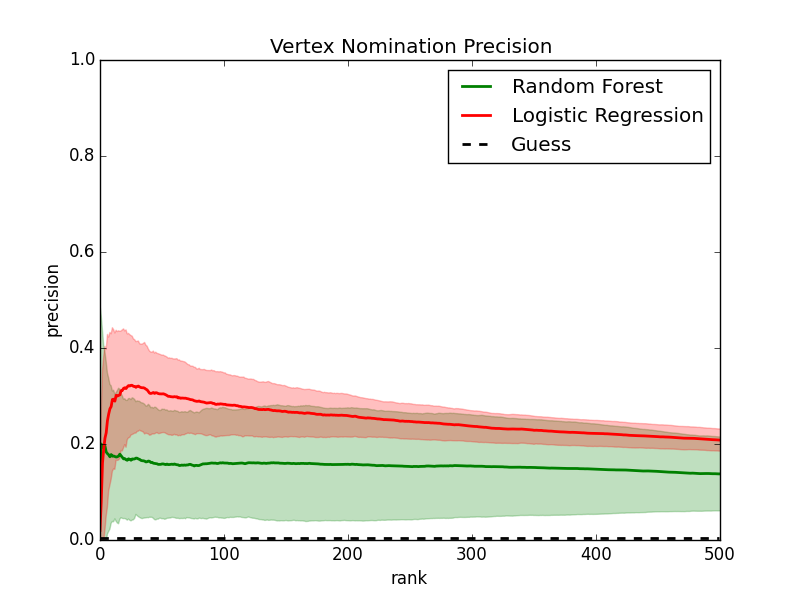 Vertex Nomination Precision
1.0
0.8
0.6
0.4
0.2
0.0
precision
Random Forest
Logistic Regression
Guess
0 100 200 300 400 500
rank